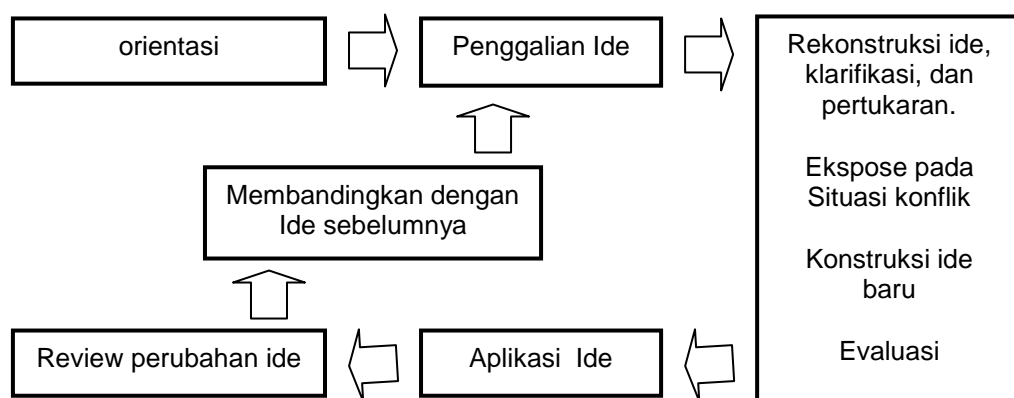 orientasi
Penggalian Ide
Rekonstruksi ide,
klarifikasi, dan
pertukaran.
Ekspose pada
Situasi konflik
Konstruksi ide
baru
Evaluasi
Membandingkan dengan
Ide sebelumnya
Review perubahan ide
Aplikasi Ide